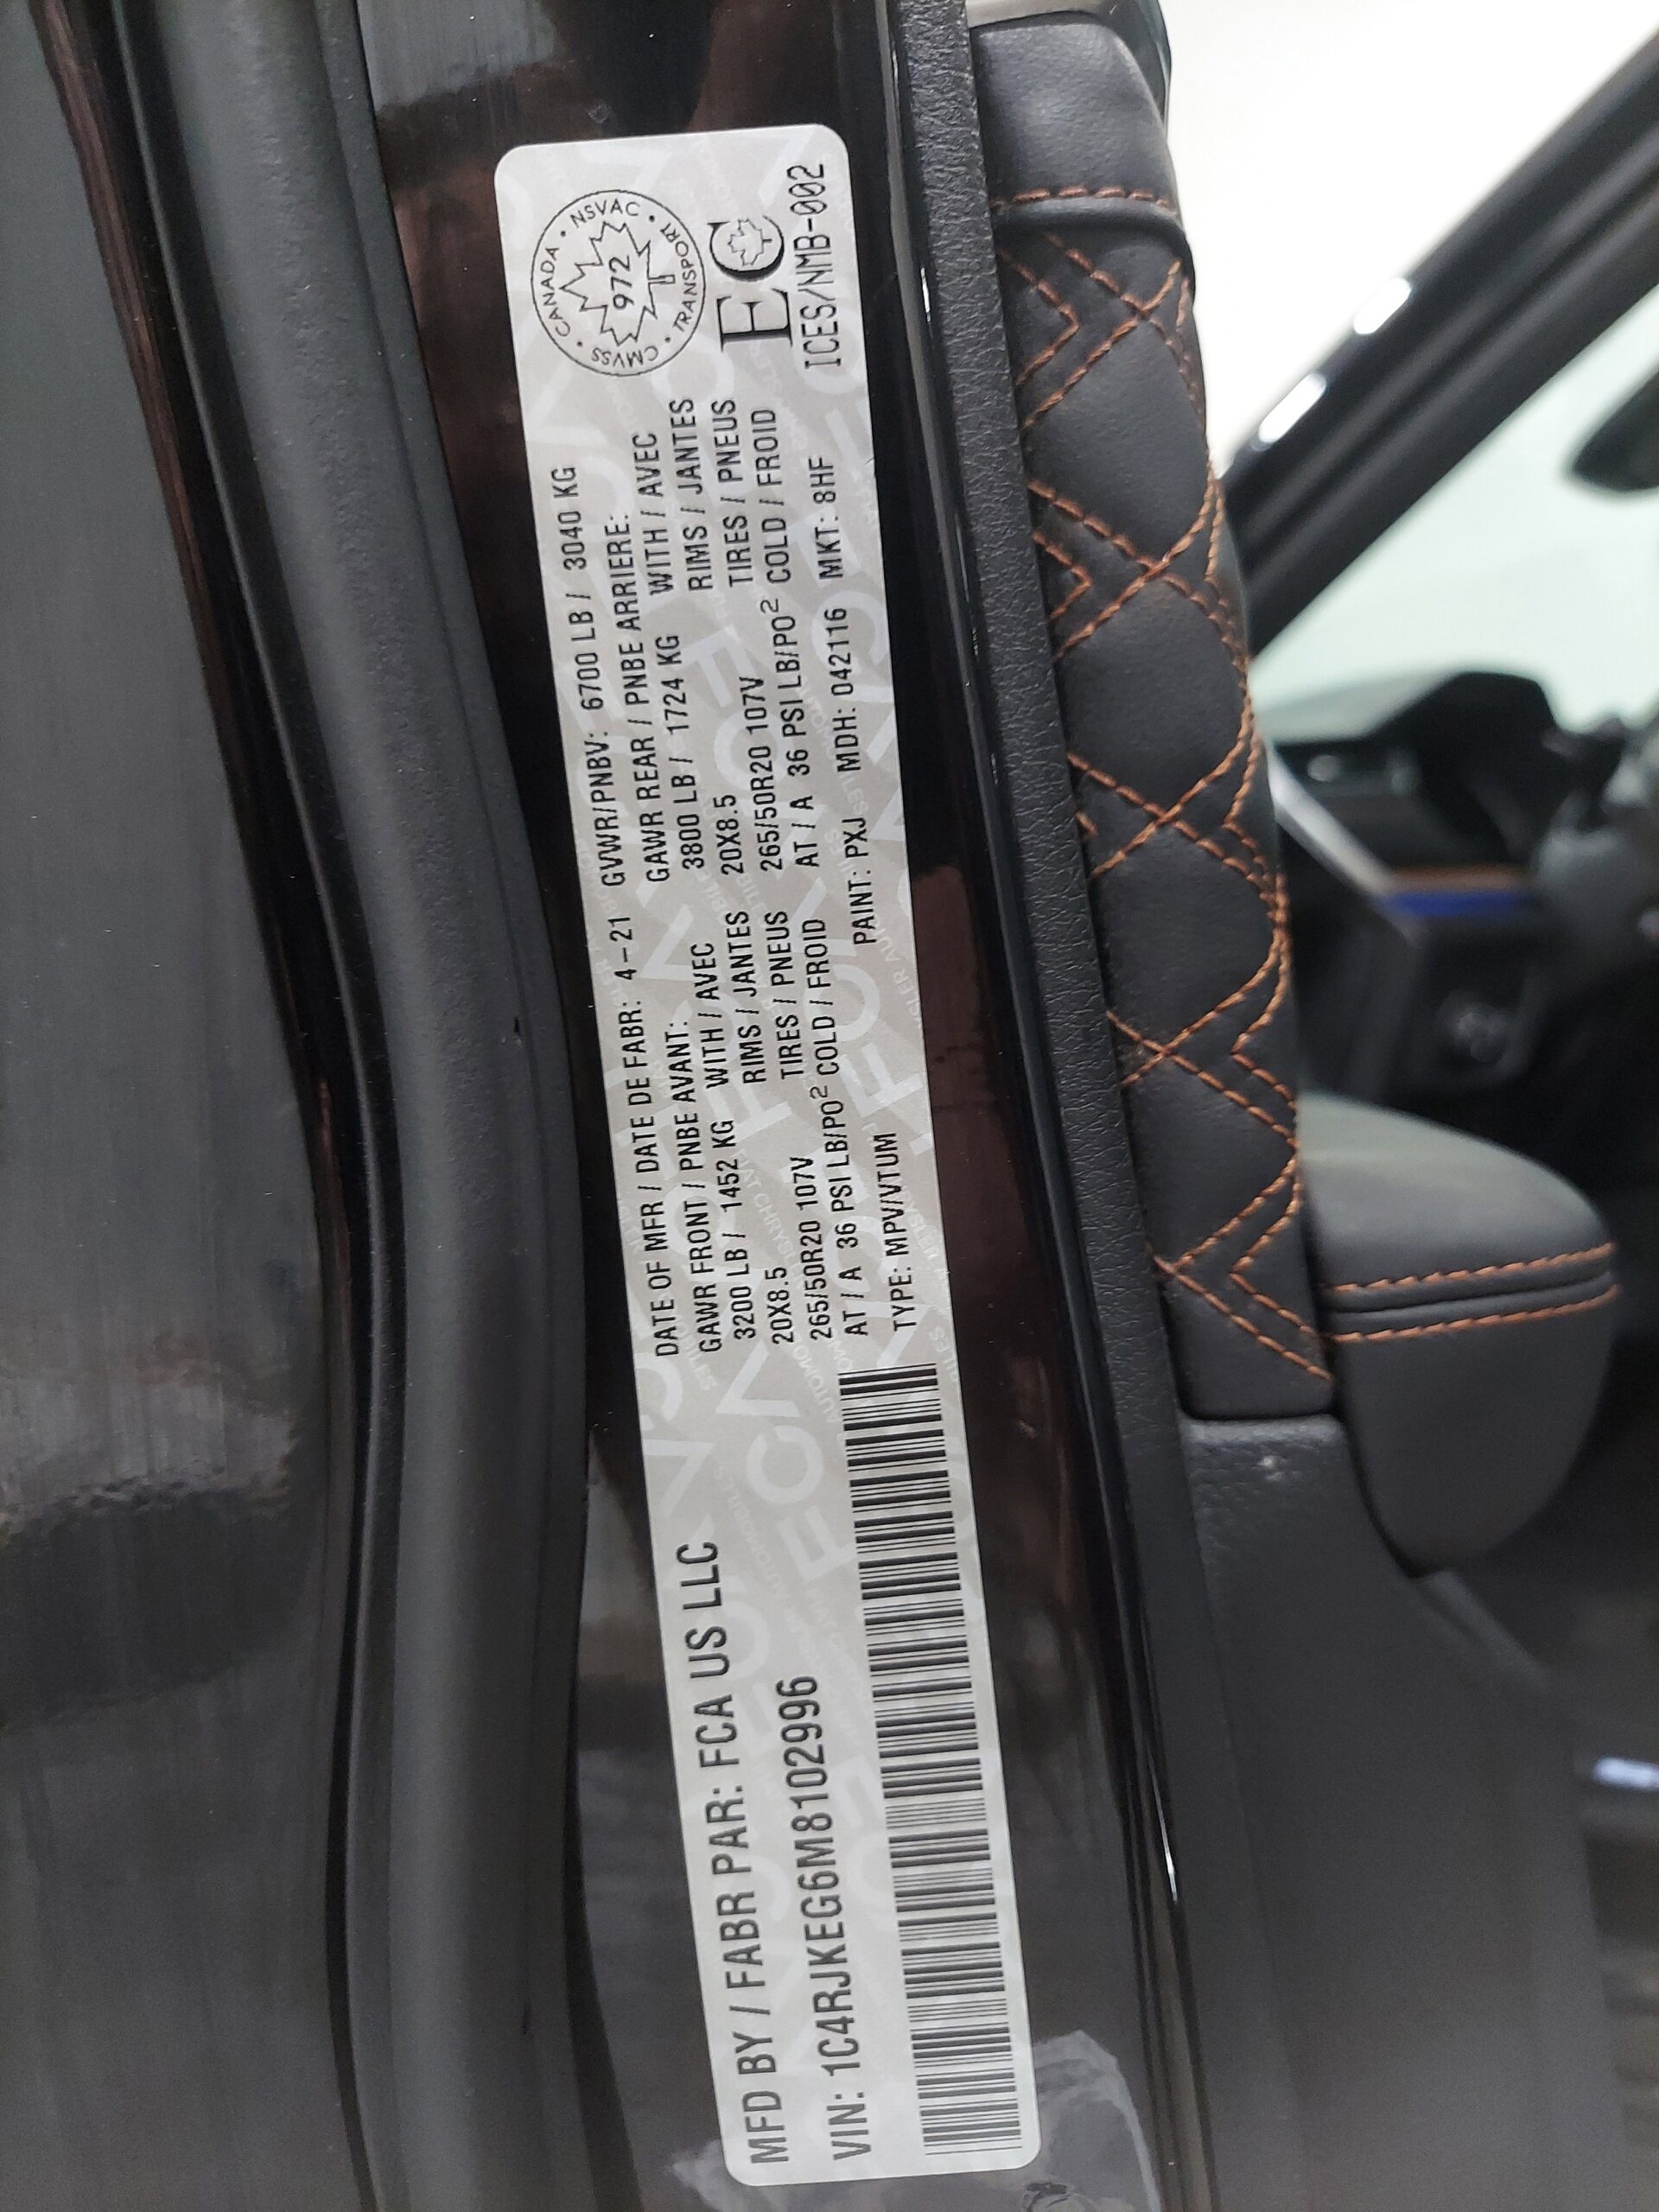 MFD BY / FABR PAR: FCA US LLC
VIN: 1C4RJKEG6M8102996
DATE OF MFR / DATE DE FABR: 4-21
GAWR FRONT / PNBE AVANT:
3200 LB / 1452 KG WITH / AVEC
20X8.5 RIMS / JANTES
265/50R20 107V TIRES / PNEUS
AT / A 36 PSI LB/PO² COLD / FROID
TYPE: MPV/VTUM
GVWR/PNBV: 6700 LB / 3040 KG
GAWR REAR / PNBE ARRIERE:
3800 LB / 1724 KG WITH / AVEC
20X8.5 RIMS / JANTES
265/50R20 107V TIRES / PNEUS
AT / A 36 PSI LB/PO² COLD / FROID
PAINT: PXJ MDH: 042116 MKT: 8HF
CANADA • NSVAC • TRANSPORT • CMVSS •
972
EC
ICES/NMB-002